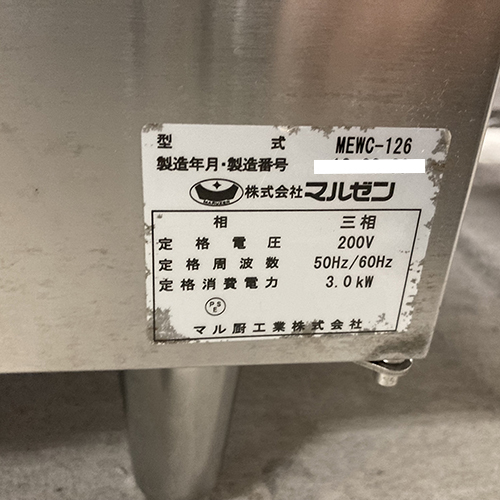 型式 MEWC-126
製造年月・製造番号
株式会社マルゼン
相 三相
定格電圧 200V
定格周波数 50Hz/60Hz
定格消費電力 3.0kW
PSE
マル厨工業株式会社